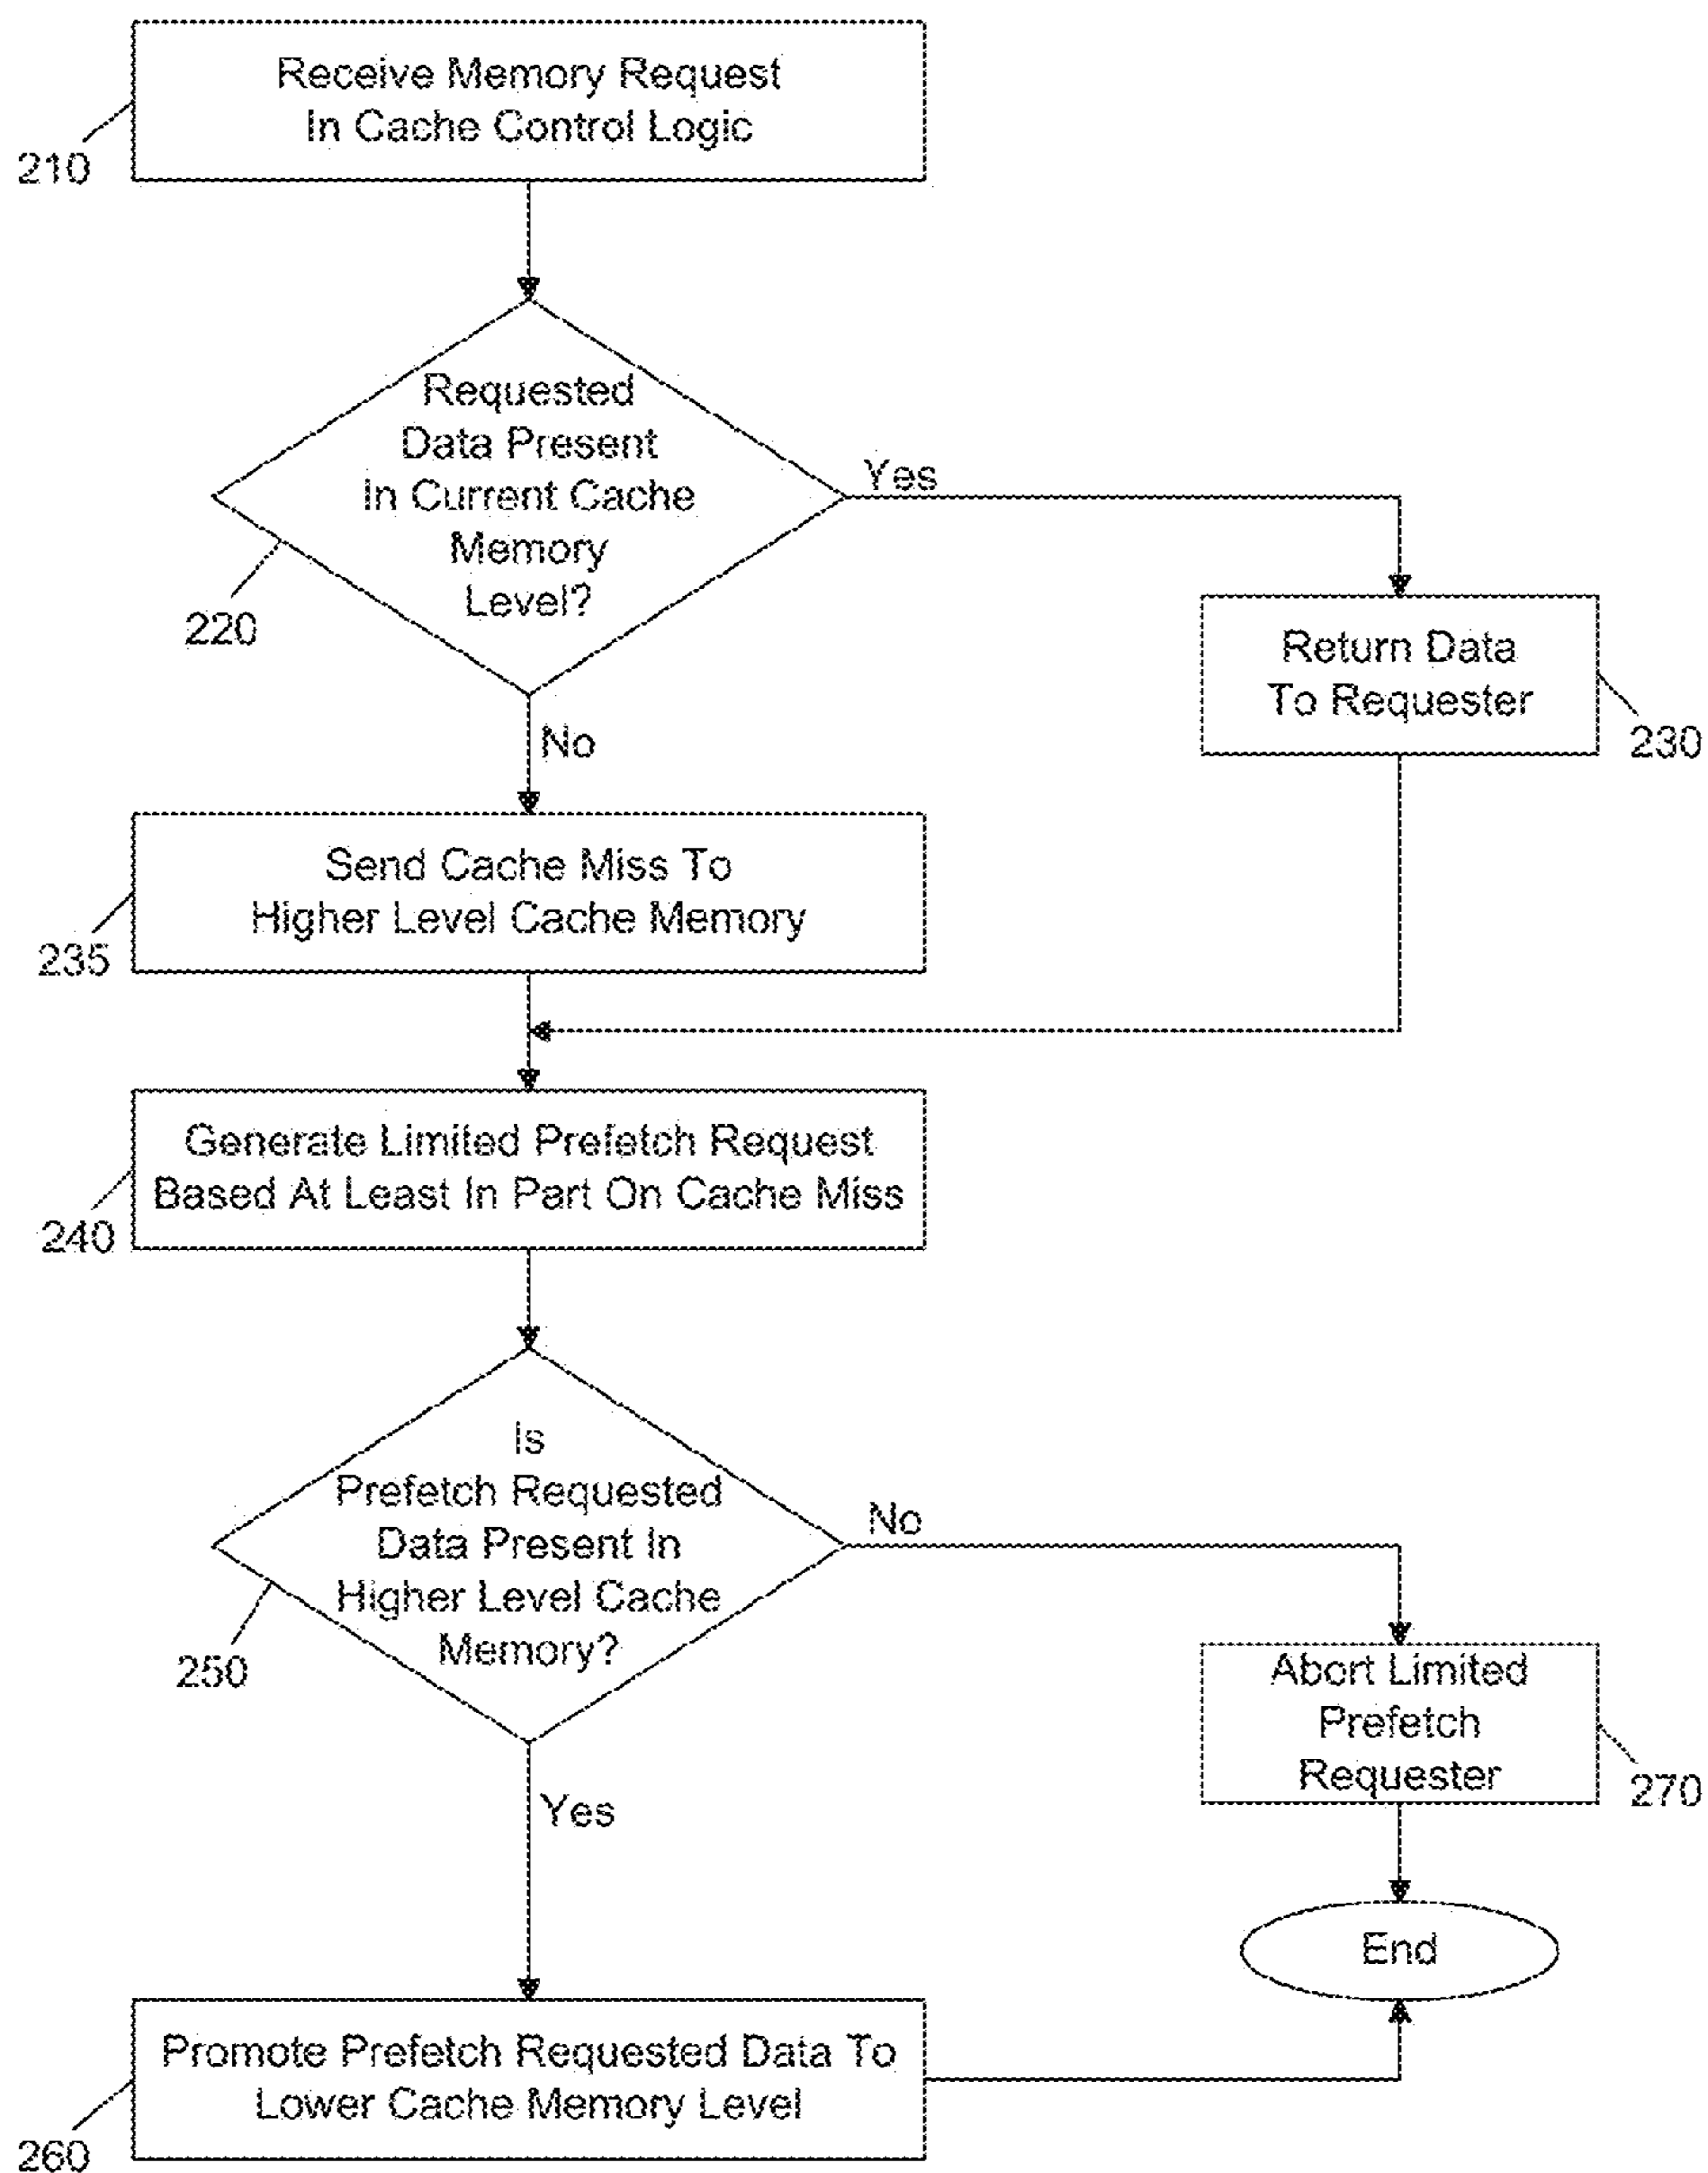 Receive Memory Request
In Cache Control Logic
210
Requested
Data Present
In Current Cache
Memory
Level?
Yes
220
Return Data
To Requester
230
No
Send Cache Miss To
Higher Level Cache Memory
235
Generate Limited Prefetch Request
Based At Least In Part On Cache Miss
240
Is
Prefetch Requested
Data Present In
Higher Level Cache
Memory?
No
250
Abort Limited
Prefetch
Requester
270
Yes
End
Promote Prefetch Requested Data To
Lower Cache Memory Level
260